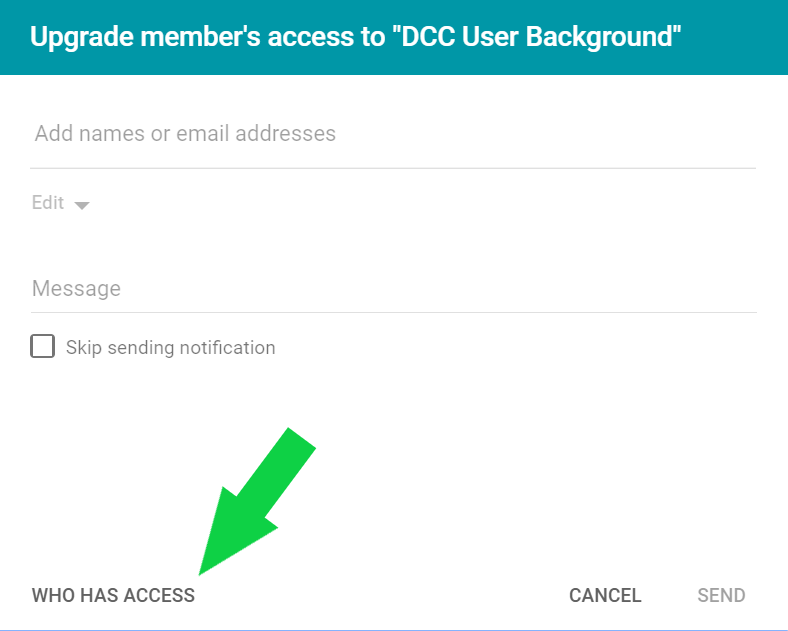 Upgrade member's access to "DCC User Background"
Add names or email addresses
Edit
Message
Skip sending notification
WHO HAS ACCESS CANCEL SEND